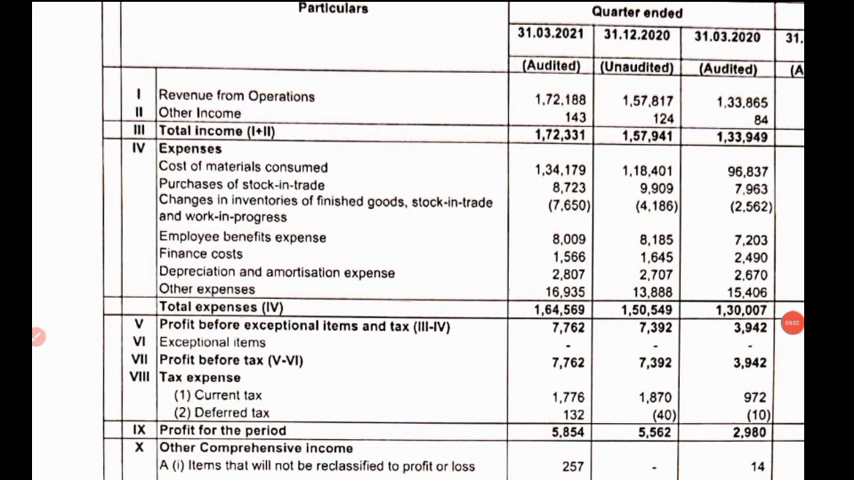 Particulars Quarter ended
31.03.2021 31.12.2020 31.03.2020 31.
(Audited) (Unaudited) (Audited) (A
I Revenue from Operations 1,72,188 1,57,817 1,33,865
II Other Income 143 124 84
III Total income (I+II) 1,72,331 1,57,941 1,33,949
IV Expenses
Cost of materials consumed 1,34,179 1,18,401 96,837
Purchases of stock-in-trade 8,723 9,909 7,963
Changes in inventories of finished goods, stock-in-trade (7,650) (4,186) (2,562)
and work-in-progress
Employee benefits expense 8,009 8,185 7,203
Finance costs 1,566 1,645 2,490
Depreciation and amortisation expense 2,807 2,707 2,670
Other expenses 16,935 13,888 15,406
Total expenses (IV) 1,64,569 1,50,549 1,30,007
V Profit before exceptional items and tax (III-IV) 7,762 7,392 3,942
VI Exceptional items - - -
VII Profit before tax (V-VI) 7,762 7,392 3,942
VIII Tax expense
(1) Current tax 1,776 1,870 972
(2) Deferred tax 132 (40) (10)
IX Profit for the period 5,854 5,562 2,980
X Other Comprehensive income
A (i) Items that will not be reclassified to profit or loss 257 - 14